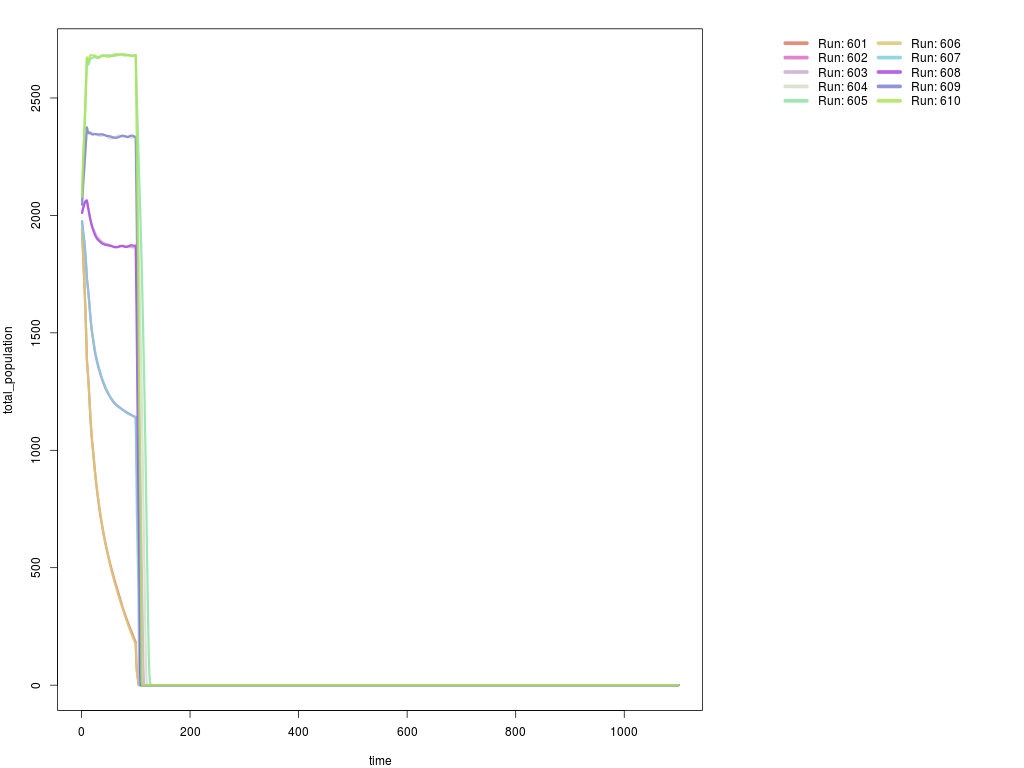 Run: 601 Run: 606
Run: 602 Run: 607
Run: 603 Run: 608
Run: 604 Run: 609
Run: 605 Run: 610
total_population
2500
2000
1500
1000
500
0
0 200 400 600 800 1000
time